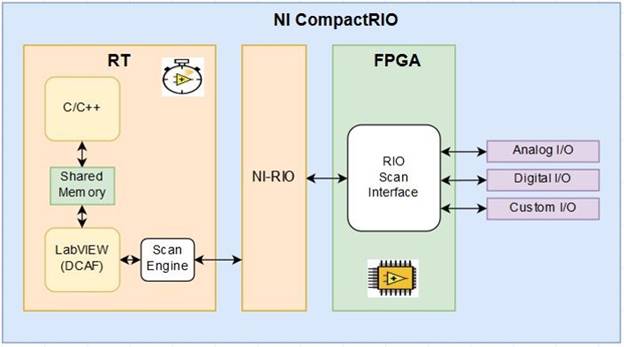 NI CompactRIO
RT
C/C++
Shared
Memory
LabVIEW
(DCAF)
Scan
Engine
NI-RIO
FPGA
RIO
Scan
Interface
Analog I/O
Digital I/O
Custom I/O